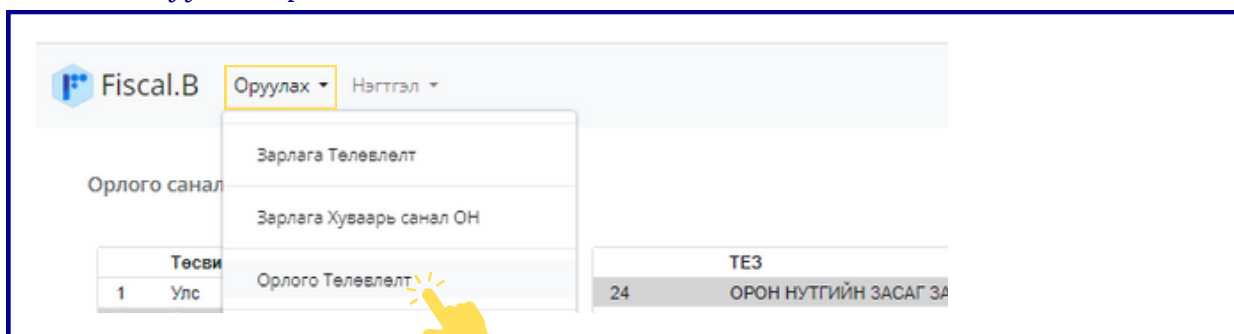 Fiscal.B Оруулах Нэгтгэл
Зарлага Төлөвлөлт
Орлого санал
Зарлага Хуваарь санал ОН
Төсви ТЕЗ
Орлого Төлөвлөлт
1 Улс 24 ОРОН НУТГИЙН ЗАСАГ ЗА